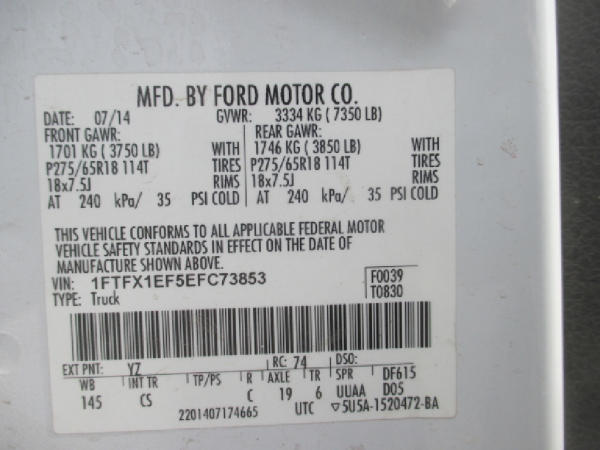 MFD. BY FORD MOTOR CO.
DATE: 07/14 GVWR: 3334 KG ( 7350 LB)
FRONT GAWR: REAR GAWR:
1701 KG ( 3750 LB) WITH 1746 KG ( 3850 LB) WITH
P275/65R18 114T TIRES P275/65R18 114T TIRES
18x7.5J RIMS 18x7.5J RIMS
AT 240 kPa/ 35 PSI COLD AT 240 kPa/ 35 PSI COLD
THIS VEHICLE CONFORMS TO ALL APPLICABLE FEDERAL MOTOR
VEHICLE SAFETY STANDARDS IN EFFECT ON THE DATE OF
MANUFACTURE SHOWN ABOVE.
VIN: 1FTFX1EF5EFC73853 F0039
TYPE: Truck T0830
EXT PNT: YZ RC: 74 DSO:
WB INT TR TP/PS R AXLE TR SPR DF615
145 CS C 19 6 UUAA D05
2201407174665 UTC ▽5U5A-1520472-BA